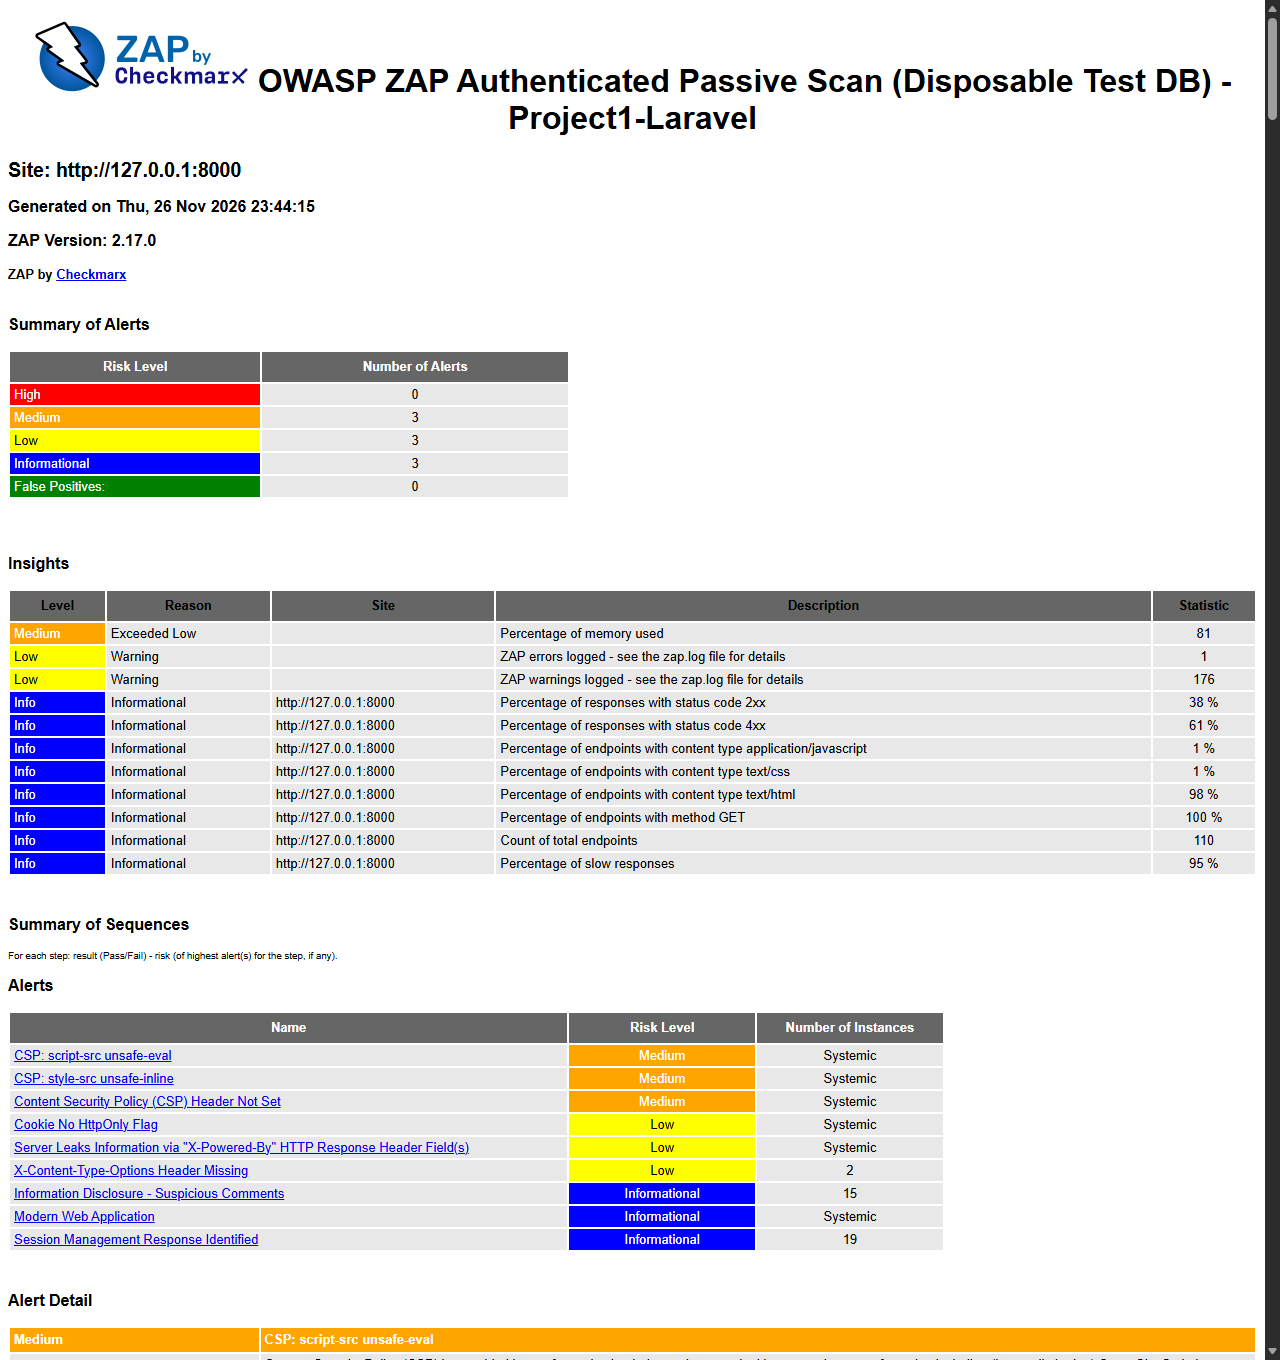 ZAP by
Checkmarx
OWASP ZAP Authenticated Passive Scan (Disposable Test DB) -
Project1-Laravel
Site: http://127.0.0.1:8000
Generated on Thu, 26 Nov 2026 23:44:15
ZAP Version: 2.17.0
ZAP by Checkmarx
Summary of Alerts
Risk Level Number of Alerts
High 0
Medium 3
Low 3
Informational 3
False Positives: 0
Insights
Level Reason Site Description Statistic
Medium Exceeded Low Percentage of memory used 81
Low Warning ZAP errors logged - see the zap.log file for details 1
Low Warning ZAP warnings logged - see the zap.log file for details 176
Info Informational http://127.0.0.1:8000 Percentage of responses with status code 2xx 38 %
Info Informational http://127.0.0.1:8000 Percentage of responses with status code 4xx 61 %
Info Informational http://127.0.0.1:8000 Percentage of endpoints with content type application/javascript 1 %
Info Informational http://127.0.0.1:8000 Percentage of endpoints with content type text/css 1 %
Info Informational http://127.0.0.1:8000 Percentage of endpoints with content type text/html 98 %
Info Informational http://127.0.0.1:8000 Percentage of endpoints with method GET 100 %
Info Informational http://127.0.0.1:8000 Count of total endpoints 110
Info Informational http://127.0.0.1:8000 Percentage of slow responses 95 %
Summary of Sequences
For each step: result (Pass/Fail) - risk (of highest alert(s) for the step, if any).
Alerts
Name Risk Level Number of Instances
CSP: script-src unsafe-eval Medium Systemic
CSP: style-src unsafe-inline Medium Systemic
Content Security Policy (CSP) Header Not Set Medium Systemic
Cookie No HttpOnly Flag Low Systemic
Server Leaks Information via "X-Powered-By" HTTP Response Header Field(s) Low Systemic
X-Content-Type-Options Header Missing Low 2
Information Disclosure - Suspicious Comments Informational 15
Modern Web Application Informational Systemic
Session Management Response Identified Informational 19
Alert Detail
Medium CSP: script-src unsafe-eval